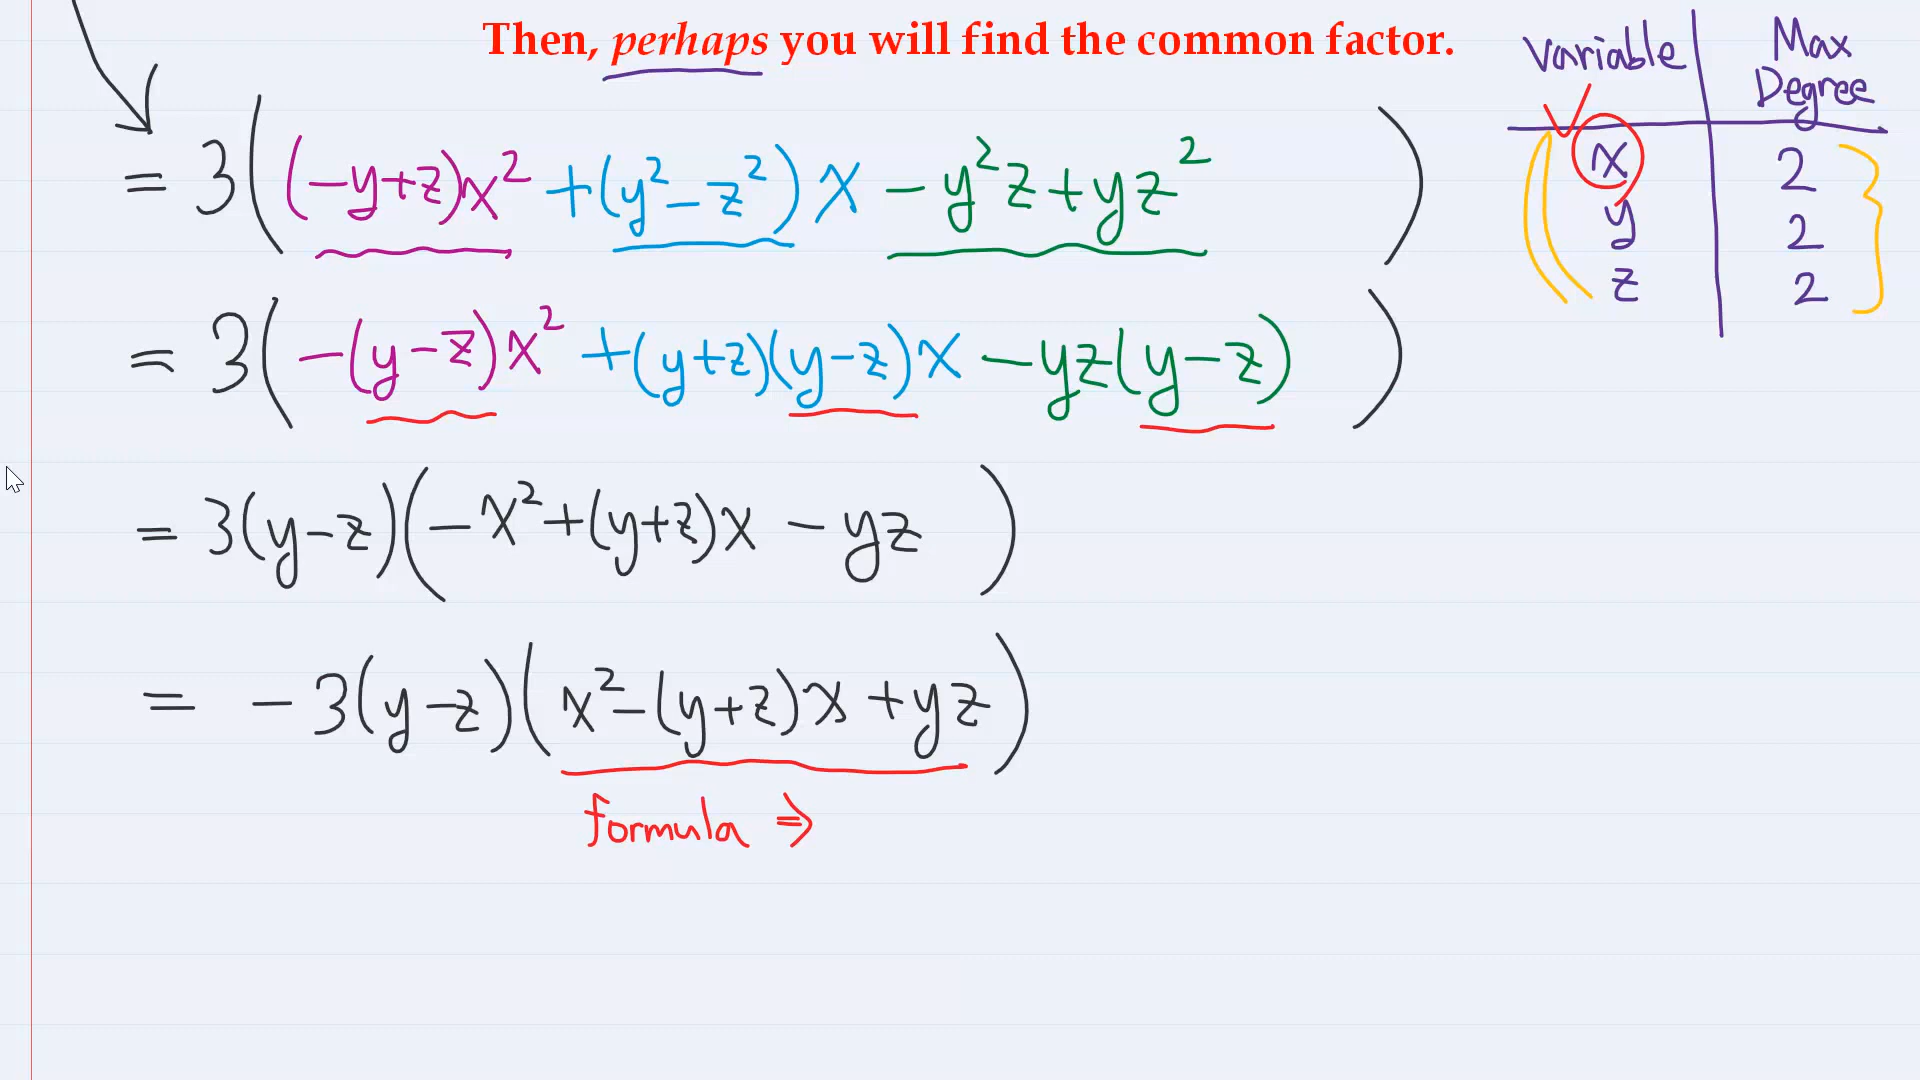 Then, perhaps you will find the common factor.
Variable | Max Degree
x | 2
y | 2
z | 2
= 3((-y+z)x² + (y²-z²)x - y²z + yz²)
= 3(-(y-z)x² + (y+z)(y-z)x - yz(y-z))
= 3(y-z)(-x² + (y+z)x - yz)
= -3(y-z)(x² - (y+z)x + yz)
formula ⇒